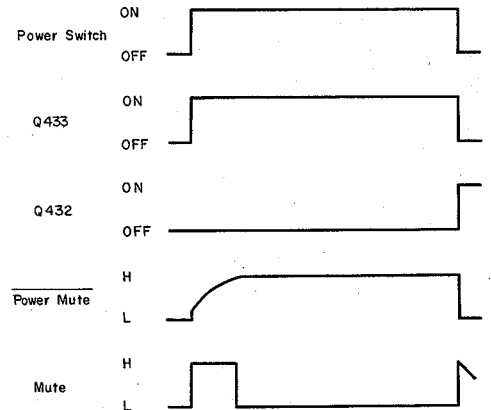 ON
Power Switch
OFF
ON
Q433
OFF
ON
Q432
OFF
H
Power Mute
L
H
Mute
L